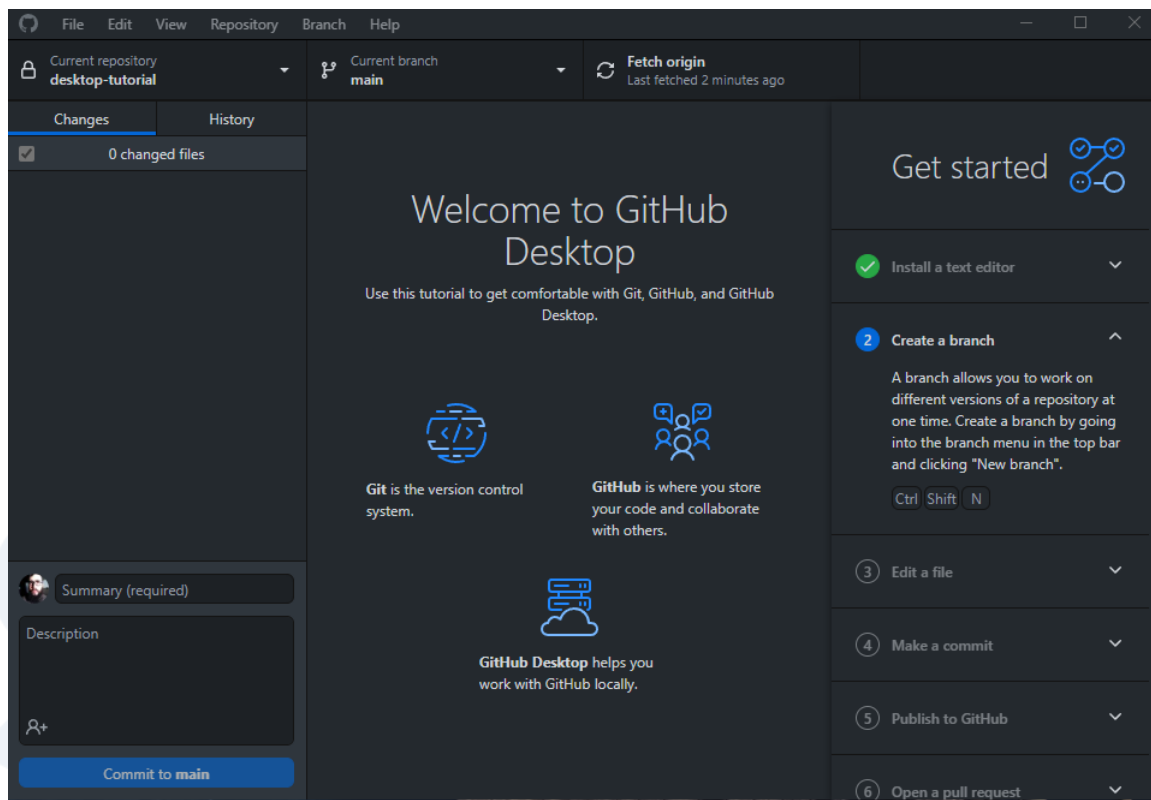 File Edit View Repository Branch Help
Current repository
desktop-tutorial
Current branch
main
Fetch origin
Last fetched 2 minutes ago
Changes History
0 changed files
Summary (required)
Description
Commit to main
Welcome to GitHub
Desktop
Use this tutorial to get comfortable with Git, GitHub, and GitHub
Desktop.
Git is the version control
system.
GitHub is where you store
your code and collaborate
with others.
GitHub Desktop helps you
work with GitHub locally.
Get started
Install a text editor
2 Create a branch
A branch allows you to work on
different versions of a repository at
one time. Create a branch by going
into the branch menu in the top bar
and clicking "New branch".
Ctrl Shift N
3 Edit a file
4 Make a commit
5 Publish to GitHub
6 Open a pull request